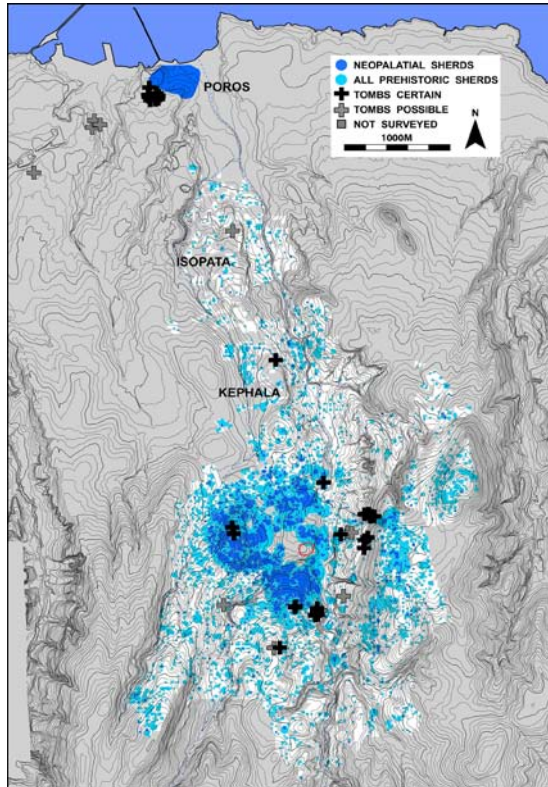 NEOPALATIAL SHERDS
ALL PREHISTORIC SHERDS
TOMBS CERTAIN
TOMBS POSSIBLE
NOT SURVEYED
1000M
N
POROS
ISOPATA
KEPHALA